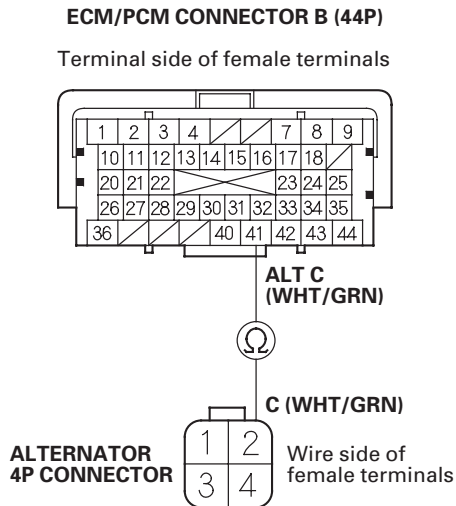 ECM/PCM CONNECTOR B (44P)
Terminal side of female terminals
1 2 3 4 7 8 9
10 11 12 13 14 15 16 17 18
20 21 22 23 24 25
26 27 28 29 30 31 32 33 34 35
36 40 41 42 43 44
ALT C
(WHT/GRN)
Ω
C (WHT/GRN)
ALTERNATOR
4P CONNECTOR
1 2
3 4
Wire side of
female terminals